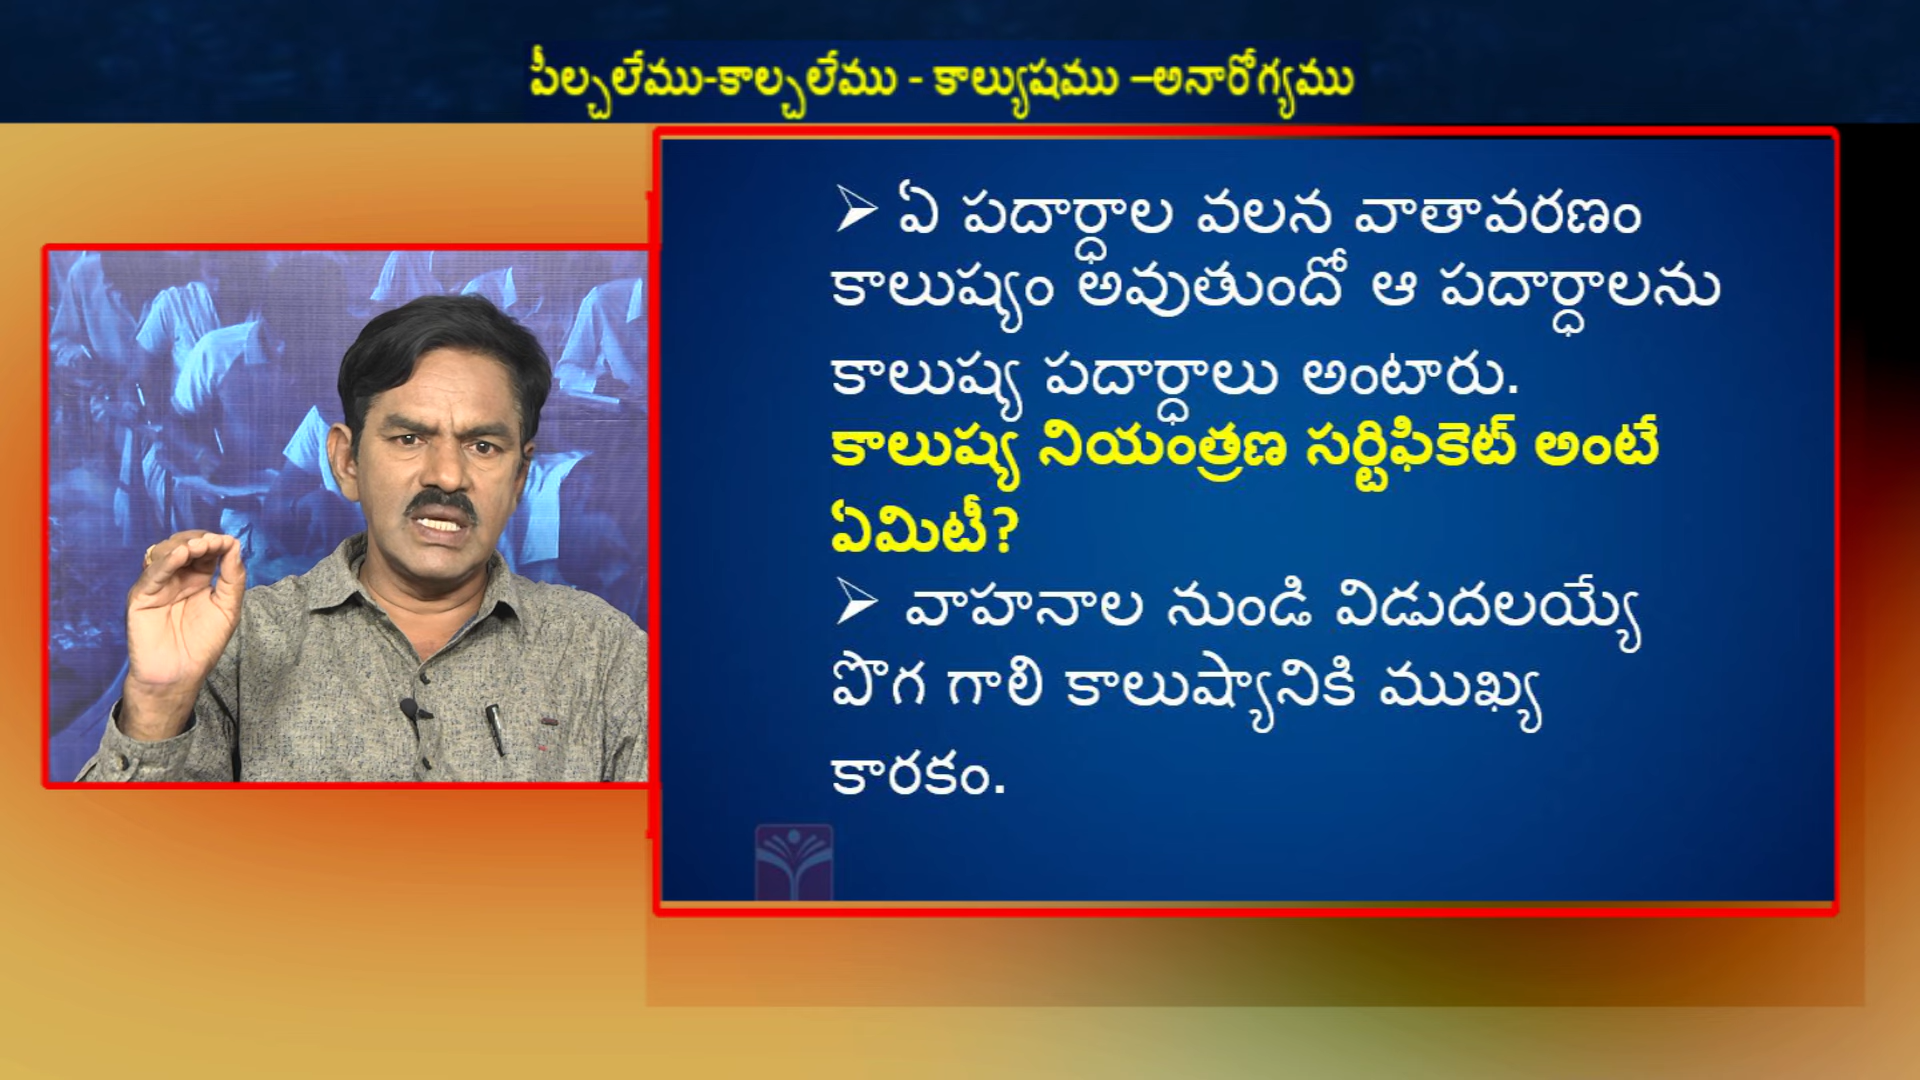 పీల్చలేము-కాల్చలేము - కాల్యుషము –అనారోగ్యము
➢ ఏ పదార్ధాల వలన వాతావరణం
కాలుష్యం అవుతుందో ఆ పదార్ధాలను
కాలుష్య పదార్ధాలు అంటారు.
కాలుష్య నియంత్రణ సర్టిఫికెట్ అంటే
ఏమిటీ?
➢ వాహనాల నుండి విడుదలయ్యే
పొగ గాలి కాలుష్యానికి ముఖ్య
కారకం.